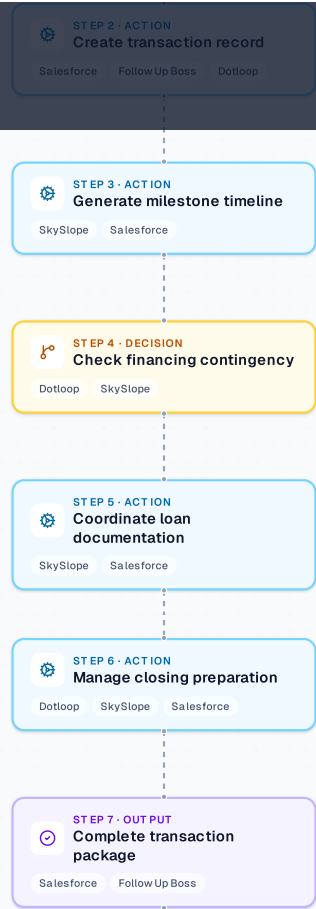 STEP 2 · ACTION
Create transaction record
Salesforce Follow Up Boss Dotloop
STEP 3 · ACTION
Generate milestone timeline
SkySlope Salesforce
STEP 4 · DECISION
Check financing contingency
Dotloop SkySlope
STEP 5 · ACTION
Coordinate loan
documentation
SkySlope Salesforce
STEP 6 · ACTION
Manage closing preparation
Dotloop SkySlope Salesforce
STEP 7 · OUTPUT
Complete transaction
package
Salesforce Follow Up Boss